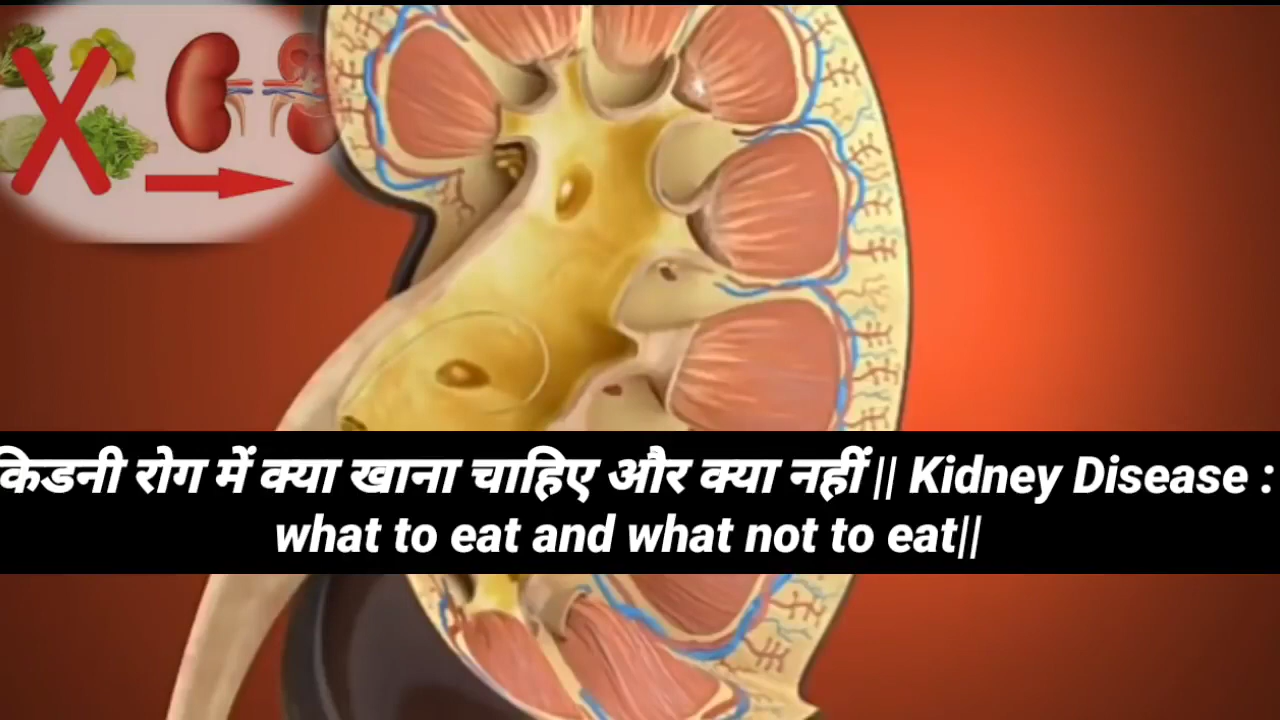 किडनी रोग में क्या खाना चाहिए और क्या नहीं || Kidney Disease :
what to eat and what not to eat||